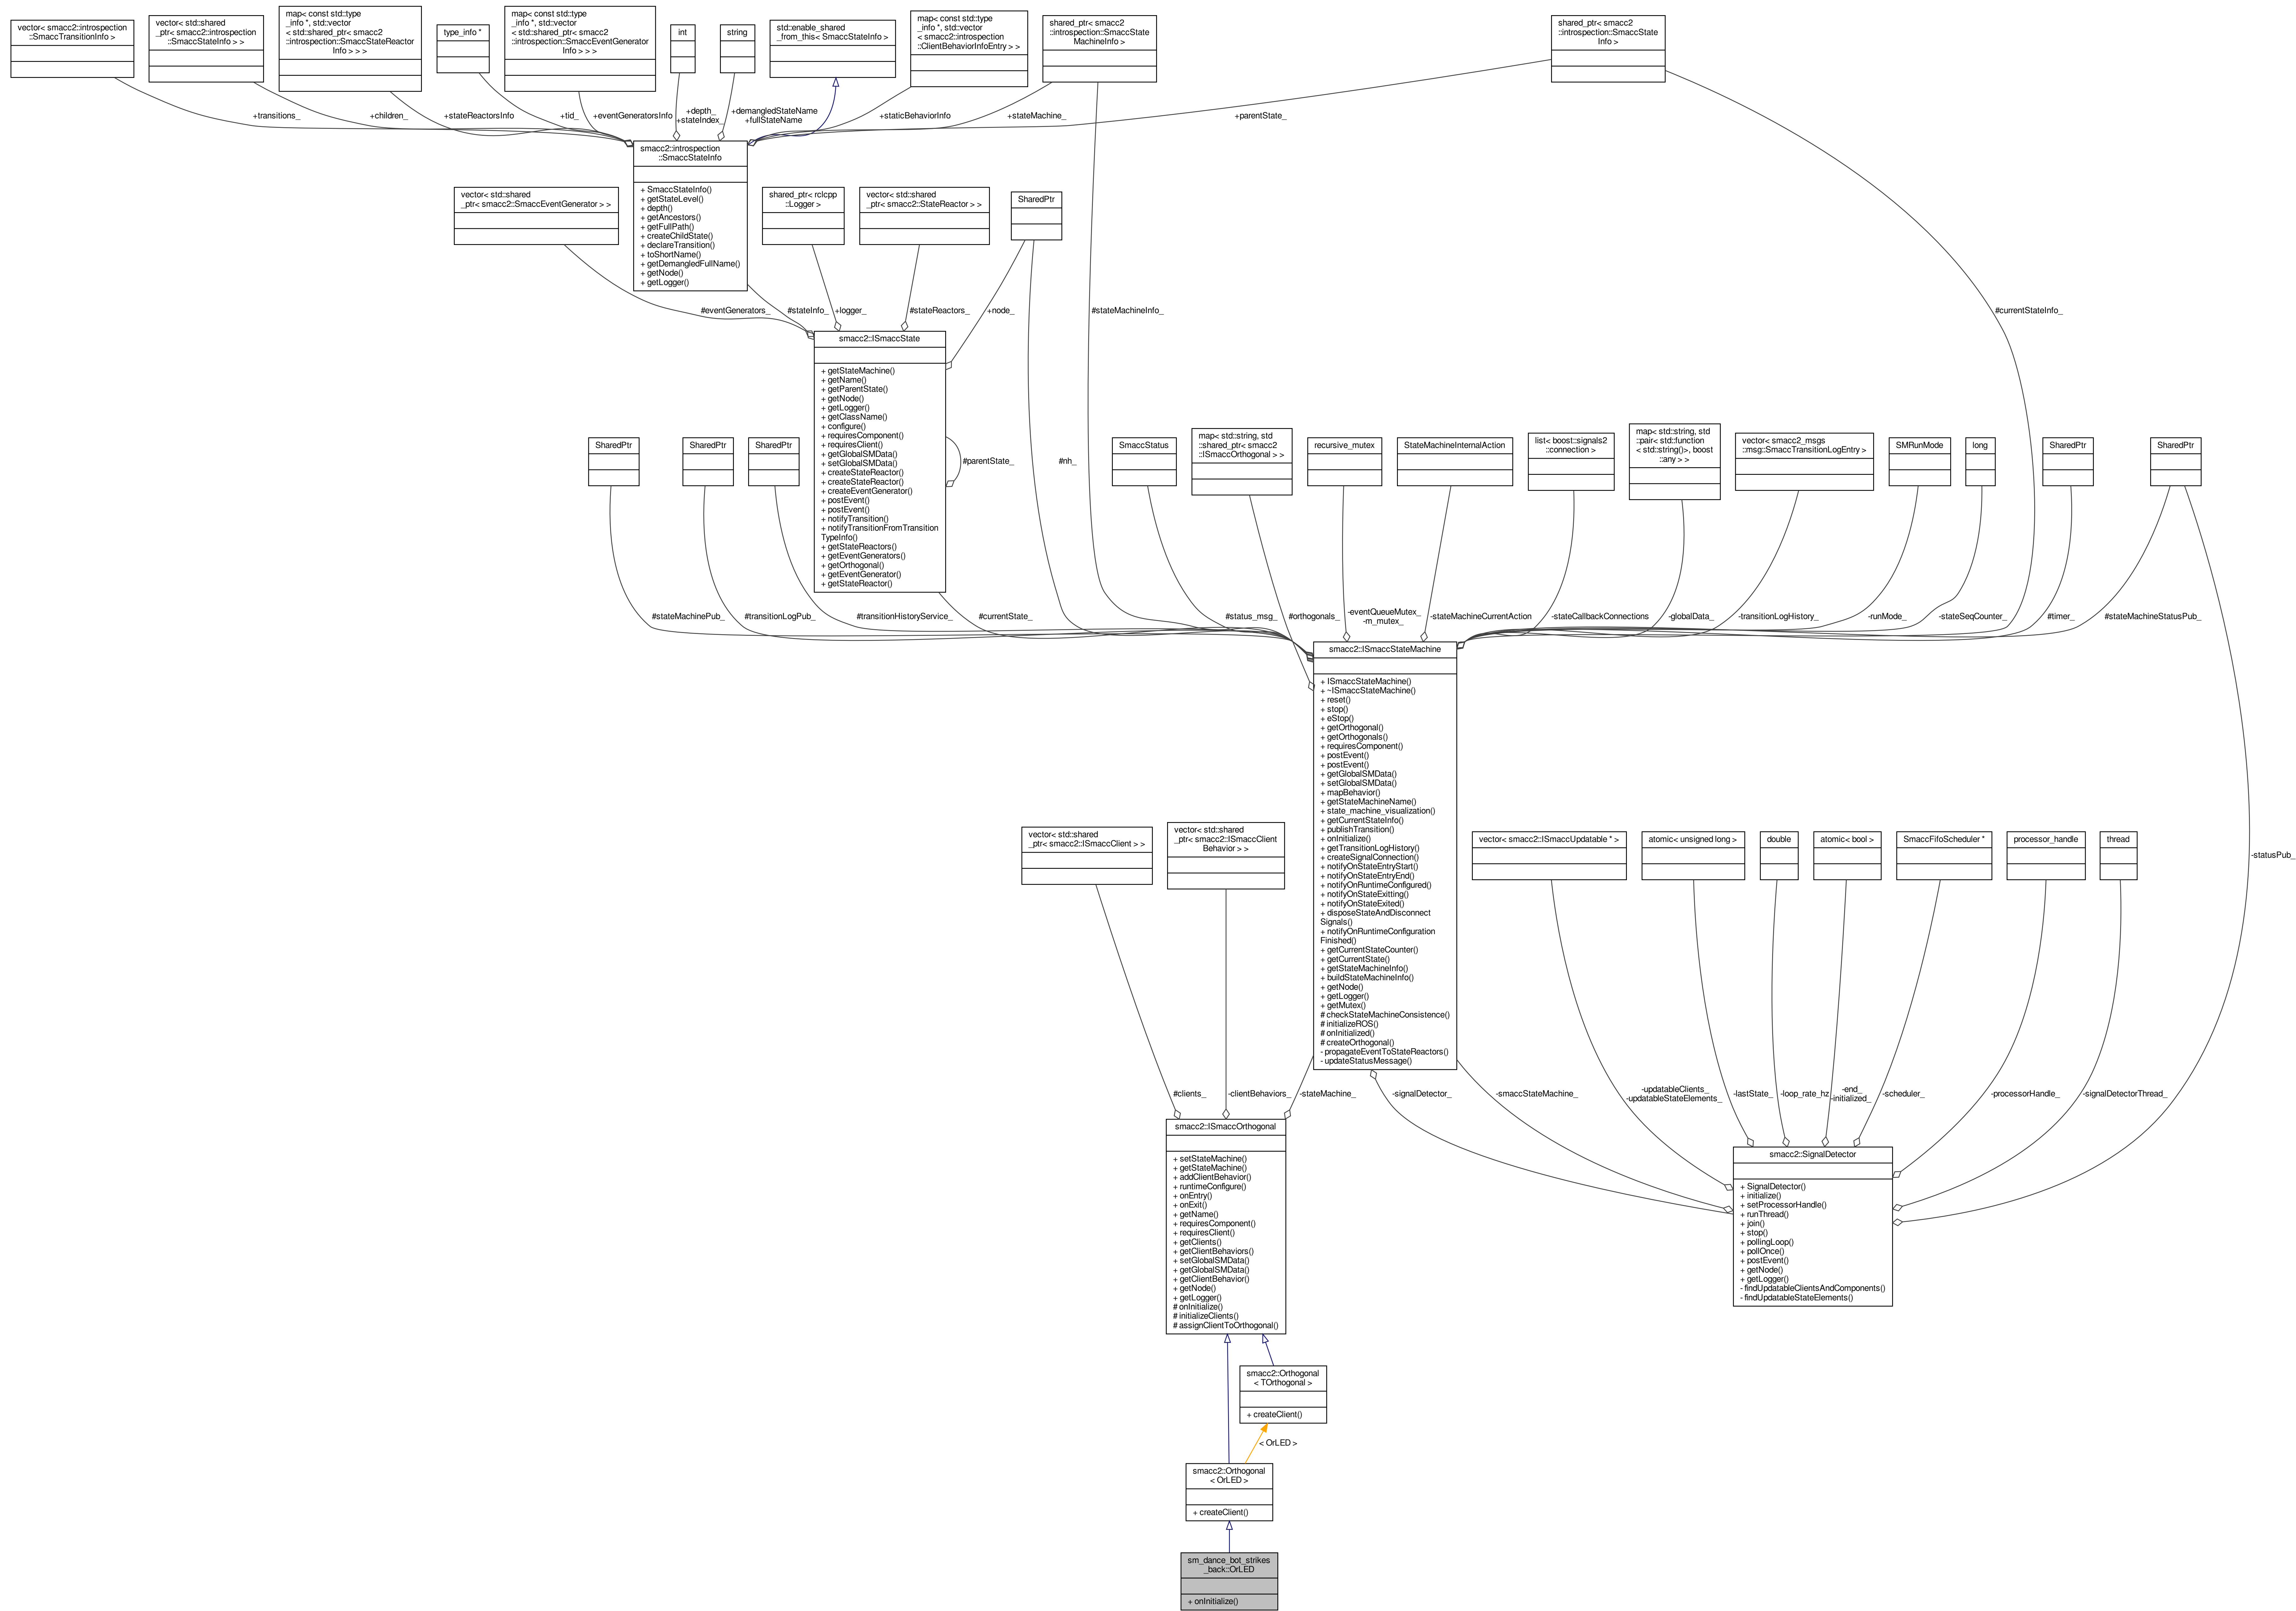 vector< smacc2::introspection
::SmaccTransitionInfo >
vector< std::shared
_ptr< smacc2::introspection
::SmaccStateInfo > >
map< const std::type
_info *, std::vector
< std::shared_ptr< smacc2
::introspection::SmaccStateReactor
Info > > >
type_info *
map< const std::type
_info *, std::vector
< std::shared_ptr< smacc2
::introspection::SmaccEventGenerator
Info > > >
int
string
std::enable_shared
_from_this< SmaccStateInfo >
map< const std::type
_info *, std::vector
< smacc2::introspection
::ClientBehaviorInfoEntry > >
shared_ptr< smacc2
::introspection::SmaccState
MachineInfo >
shared_ptr< smacc2
::introspection::SmaccState
Info >
+transitions_
+children_
+stateReactorsInfo
+tid_
+eventGeneratorsInfo
+depth_
+stateIndex_
+demangledStateName
+fullStateName
+staticBehaviorInfo
+stateMachine_
+parentState_
smacc2::introspection
::SmaccStateInfo
+ SmaccStateInfo()
+ getStateLevel()
+ depth()
+ getAncestors()
+ getFullPath()
+ createChildState()
+ declareTransition()
+ toShortName()
+ getDemangledFullName()
+ getNode()
+ getLogger()
vector< std::shared
_ptr< smacc2::SmaccEventGenerator > >
shared_ptr< rclcpp
::Logger >
vector< std::shared
_ptr< smacc2::StateReactor > >
SharedPtr
#eventGenerators_
#stateInfo_
+logger_
#stateReactors_
+node_
#stateMachineInfo_
#currentStateInfo_
smacc2::ISmaccState
+ getStateMachine()
+ getName()
+ getParentState()
+ getNode()
+ getLogger()
+ getClassName()
+ configure()
+ requiresComponent()
+ requiresClient()
+ getGlobalSMData()
+ setGlobalSMData()
+ createStateReactor()
+ createStateReactor()
+ createEventGenerator()
+ postEvent()
+ postEvent()
+ notifyTransition()
+ notifyTransitionFromTransition
TypeInfo()
+ getStateReactors()
+ getEventGenerators()
+ getOrthogonal()
+ getEventGenerator()
+ getStateReactor()
#parentState_
#nh_
SharedPtr
SharedPtr
SharedPtr
SmaccStatus
map< std::string, std
::shared_ptr< smacc2
::ISmaccOrthogonal > >
recursive_mutex
StateMachineInternalAction
list< boost::signals2
::connection >
map< std::string, std
::pair< std::function
< std::string()>, boost
::any > >
vector< smacc2_msgs
::msg::SmaccTransitionLogEntry >
SMRunMode
long
SharedPtr
SharedPtr
#stateMachinePub_
#transitionLogPub_
#transitionHistoryService_
#currentState_
#status_msg_
#orthogonals_
-eventQueueMutex_
-m_mutex_
-stateMachineCurrentAction
-stateCallbackConnections
-globalData_
-transitionLogHistory_
-runMode_
-stateSeqCounter_
#timer_
#stateMachineStatusPub_
smacc2::ISmaccStateMachine
+ ISmaccStateMachine()
+ ~ISmaccStateMachine()
+ reset()
+ stop()
+ eStop()
+ getOrthogonal()
+ getOrthogonals()
+ requiresComponent()
+ postEvent()
+ postEvent()
+ getGlobalSMData()
+ setGlobalSMData()
+ mapBehavior()
+ getStateMachineName()
+ state_machine_visualization()
+ getCurrentStateInfo()
+ publishTransition()
+ onInitialize()
+ getTransitionLogHistory()
+ createSignalConnection()
+ notifyOnStateEntryStart()
+ notifyOnStateEntryEnd()
+ notifyOnRuntimeConfigured()
+ notifyOnStateExitting()
+ notifyOnStateExited()
+ disposeStateAndDisconnect
Signals()
+ notifyOnRuntimeConfiguration
Finished()
+ getCurrentStateCounter()
+ getCurrentState()
+ getStateMachineInfo()
+ buildStateMachineInfo()
+ getNode()
+ getLogger()
+ getMutex()
# checkStateMachineConsistence()
# initializeROS()
# onInitialized()
# createOrthogonal()
- propagateEventToStateReactors()
- updateStatusMessage()
vector< std::shared
_ptr< smacc2::ISmaccClient > >
vector< std::shared
_ptr< smacc2::ISmaccClient
Behavior > >
vector< smacc2::ISmaccUpdatable * >
atomic< unsigned long >
double
atomic< bool >
SmaccFifoScheduler *
processor_handle
thread
-statusPub_
#clients_
-clientBehaviors_
-stateMachine_
-signalDetector_
-smaccStateMachine_
-updatableClients_
-updatableStateElements_
-lastState_
-loop_rate_hz
-end_
-initialized_
-scheduler_
-processorHandle_
-signalDetectorThread_
smacc2::ISmaccOrthogonal
+ setStateMachine()
+ getStateMachine()
+ addClientBehavior()
+ runtimeConfigure()
+ onEntry()
+ onExit()
+ getName()
+ requiresComponent()
+ requiresClient()
+ getClients()
+ getClientBehaviors()
+ setGlobalSMData()
+ getGlobalSMData()
+ getClientBehavior()
+ getNode()
+ getLogger()
# onInitialize()
# initializeClients()
# assignClientToOrthogonal()
smacc2::SignalDetector
+ SignalDetector()
+ initialize()
+ setProcessorHandle()
+ runThread()
+ join()
+ stop()
+ pollingLoop()
+ pollOnce()
+ postEvent()
+ getNode()
+ getLogger()
- findUpdatableClientsAndComponents()
- findUpdatableStateElements()
smacc2::Orthogonal
< TOrthogonal >
+ createClient()
< OrLED >
smacc2::Orthogonal
< OrLED >
+ createClient()
sm_dance_bot_strikes
_back::OrLED
+ onInitialize()